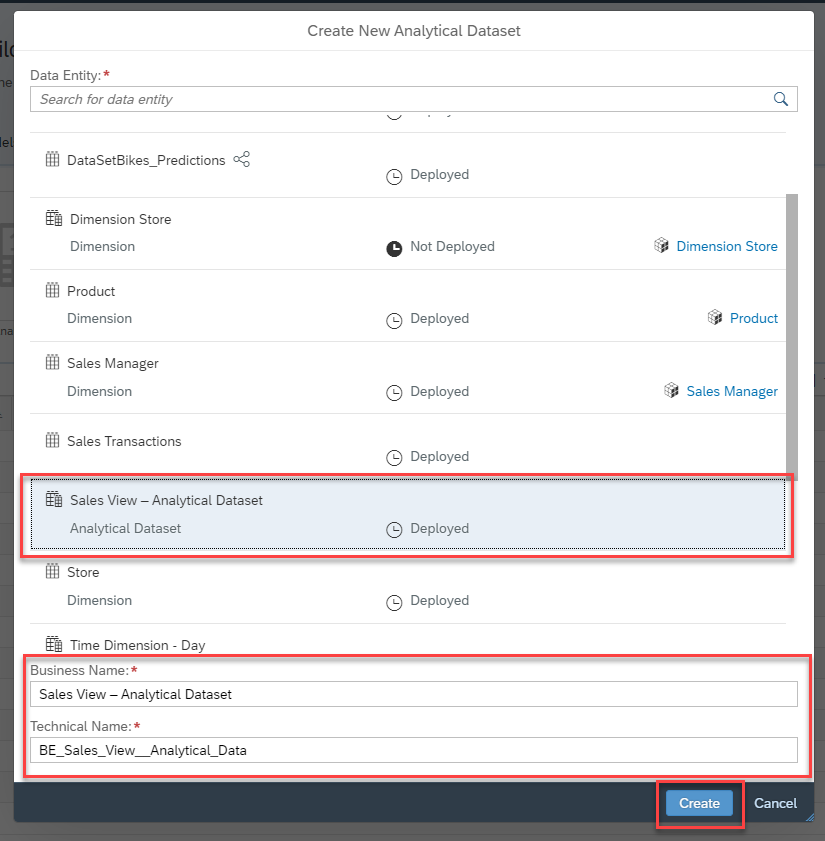 Create New Analytical Dataset
Data Entity:*
Search for data entity
DataSetBikes_Predictions
Deployed
Dimension Store
Dimension Not Deployed Dimension Store
Product
Dimension Deployed Product
Sales Manager
Dimension Deployed Sales Manager
Sales Transactions
Deployed
Sales View – Analytical Dataset
Analytical Dataset Deployed
Store
Dimension Deployed
Time Dimension - Day
Business Name:*
Sales View – Analytical Dataset
Technical Name:*
BE_Sales_View__Analytical_Data
Create Cancel